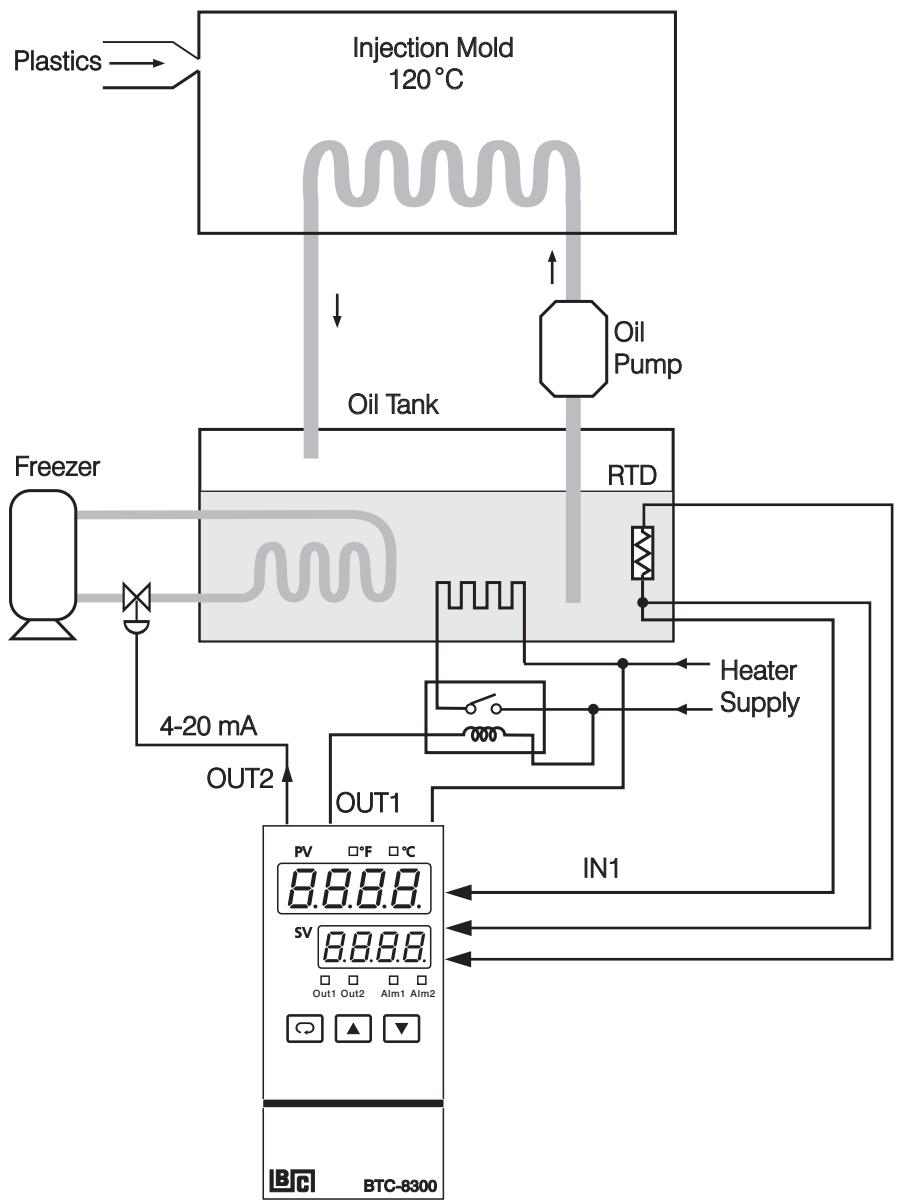 Injection Mold
120°C
Plastics
Oil
Pump
Oil Tank
Freezer
RTD
Heater
Supply
4-20 mA
OUT2
OUT1
IN1
PV °F °C
8.8.8.8.
SV 8.8.8.8.
Out1 Out2 Alm1 Alm2
BC BTC-8300